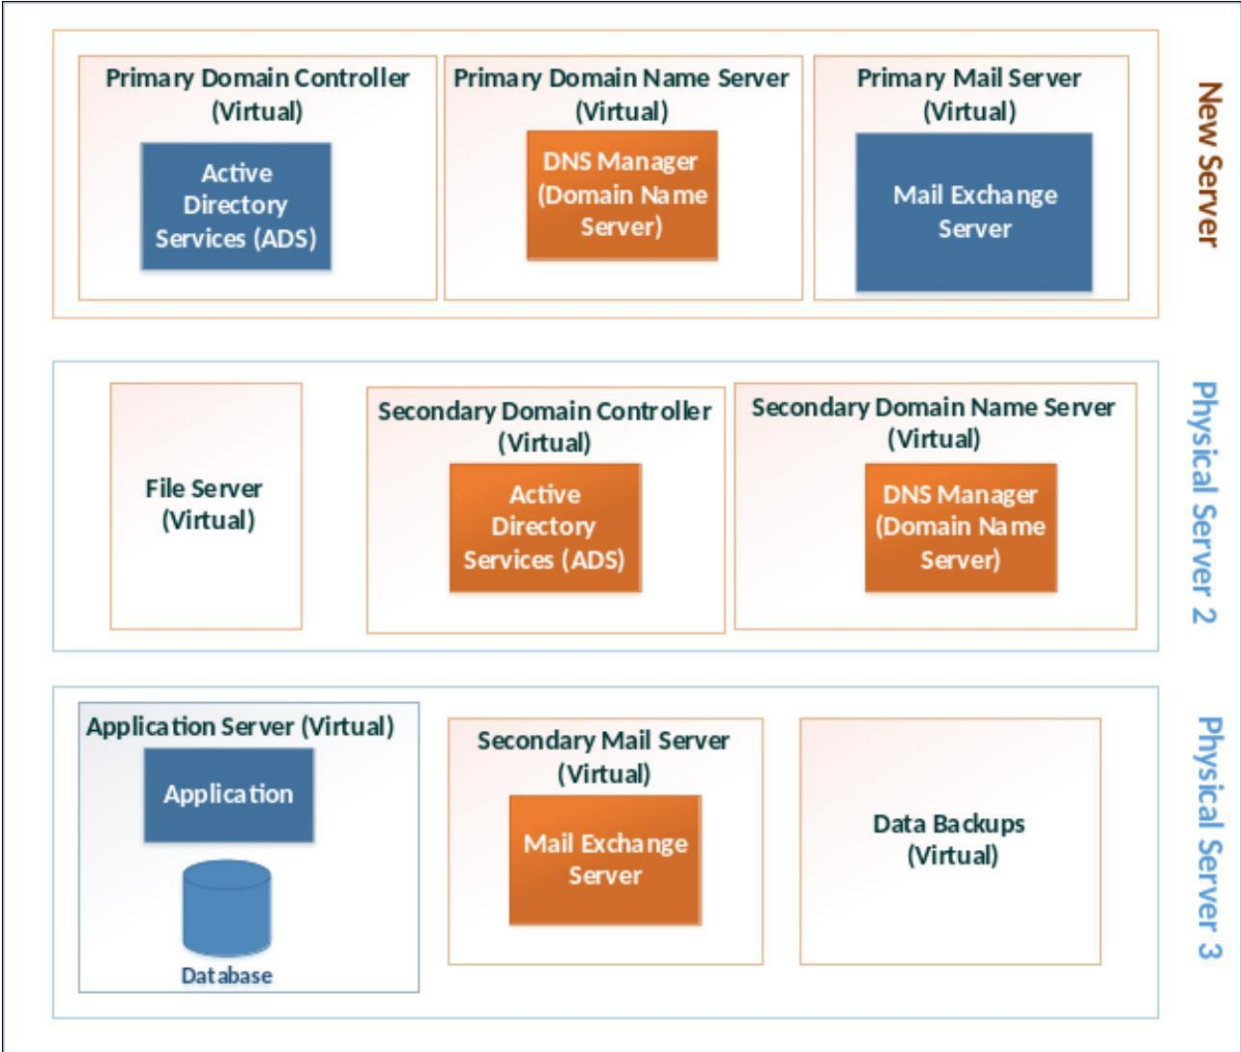 Primary Domain Controller
(Virtual)
Active
Directory
Services (ADS)
Primary Domain Name Server
(Virtual)
DNS Manager
(Domain Name
Server)
Primary Mail Server
(Virtual)
Mail Exchange
Server
New Server
File Server
(Virtual)
Secondary Domain Controller
(Virtual)
Active
Directory
Services (ADS)
Secondary Domain Name Server
(Virtual)
DNS Manager
(Domain Name
Server)
Physical Server 2
Application Server (Virtual)
Application
Database
Secondary Mail Server
(Virtual)
Mail Exchange
Server
Data Backups
(Virtual)
Physical Server 3